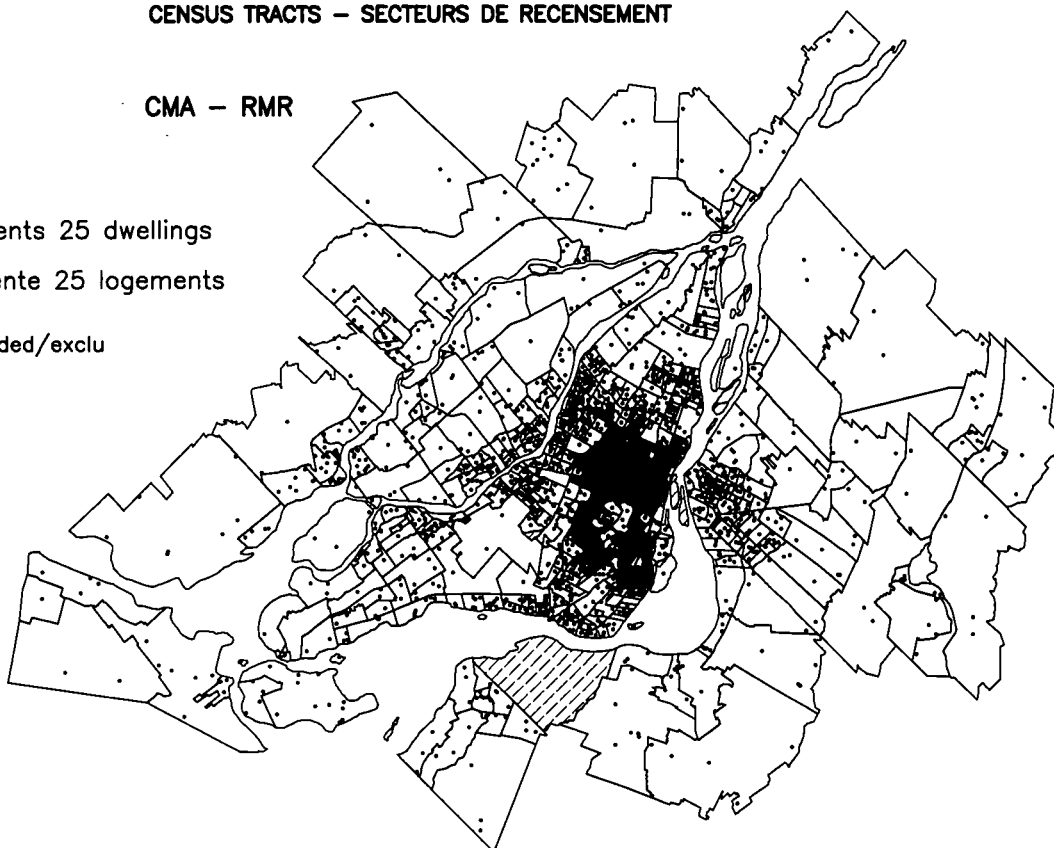 CENSUS TRACTS – SECTEURS DE RECENSEMENT
CMA – RMR
ents 25 dwellings
ente 25 logements
ded/exclu